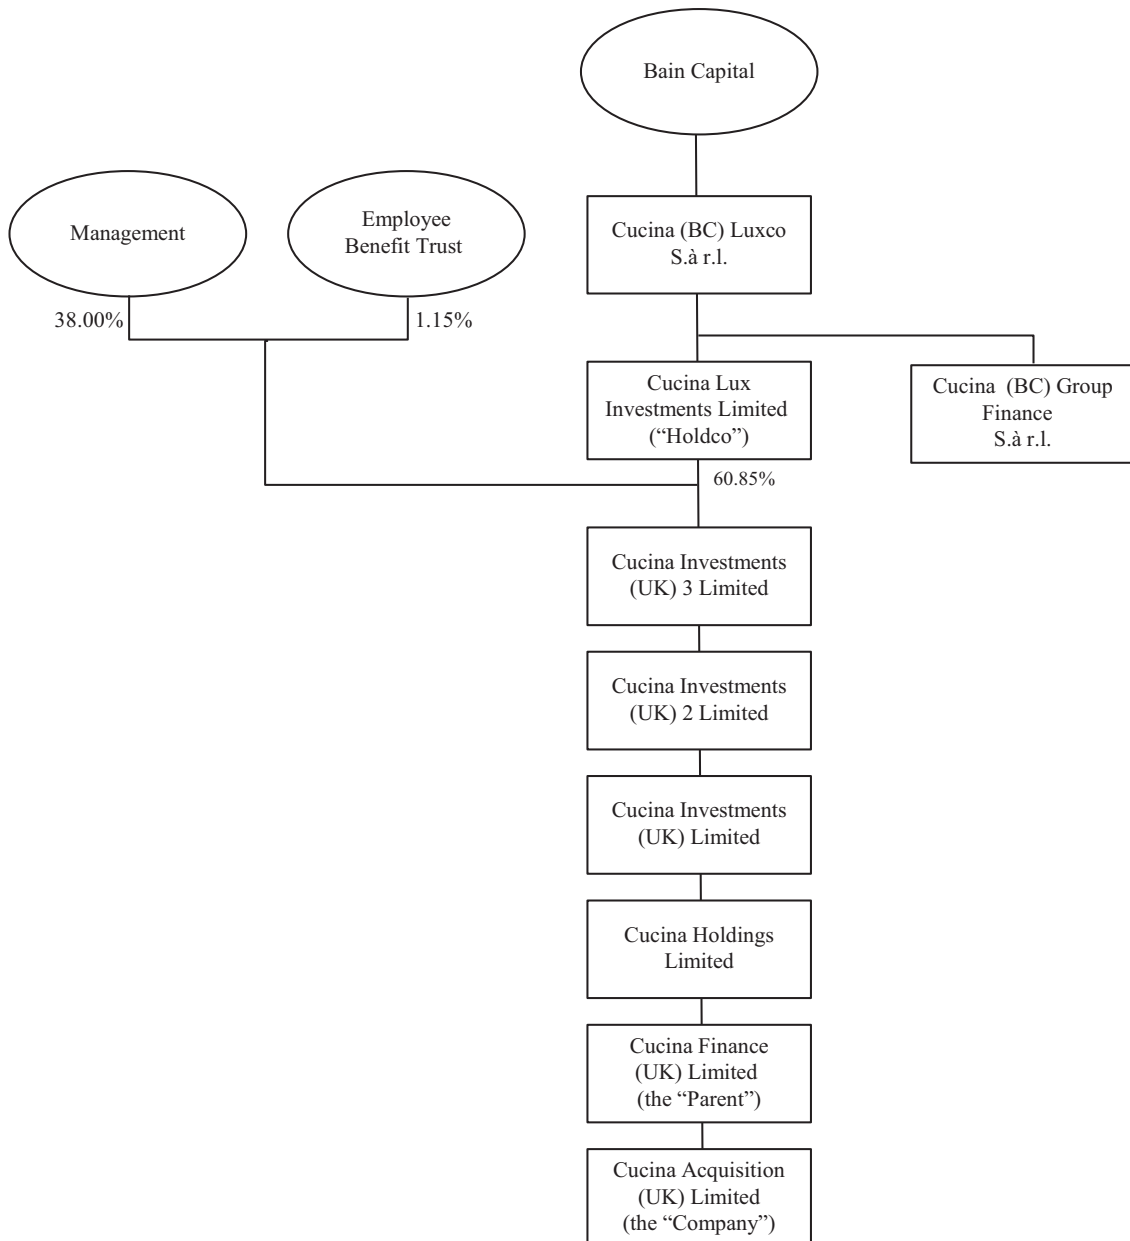 Bain Capital
Management
Employee
Benefit Trust
Cucina (BC) Luxco
S.à r.l.
38.00%
1.15%
Cucina Lux
Investments Limited
(“Holdco”)
Cucina (BC) Group
Finance
S.à r.l.
60.85%
Cucina Investments
(UK) 3 Limited
Cucina Investments
(UK) 2 Limited
Cucina Investments
(UK) Limited
Cucina Holdings
Limited
Cucina Finance
(UK) Limited
(the “Parent”)
Cucina Acquisition
(UK) Limited
(the “Company”)